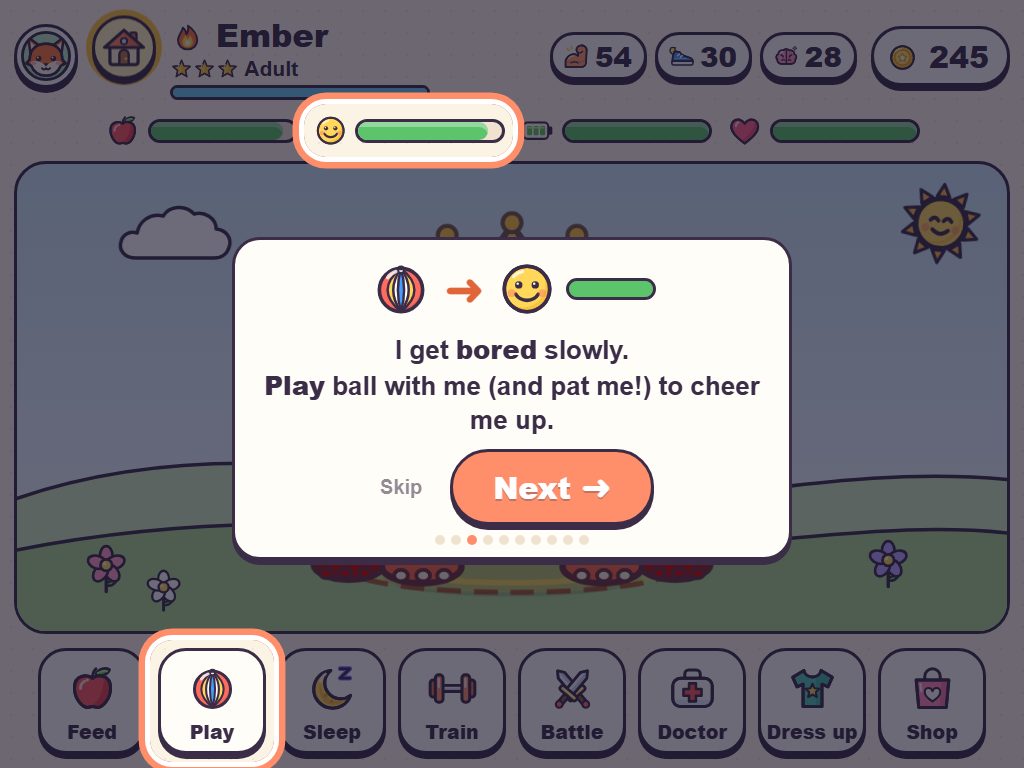 Ember
Adult
54
30
28
245
I get bored slowly.
Play ball with me (and pat me!) to cheer
me up.
Skip
Next ➜
Feed
Play
Sleep
Train
Battle
Doctor
Dress up
Shop